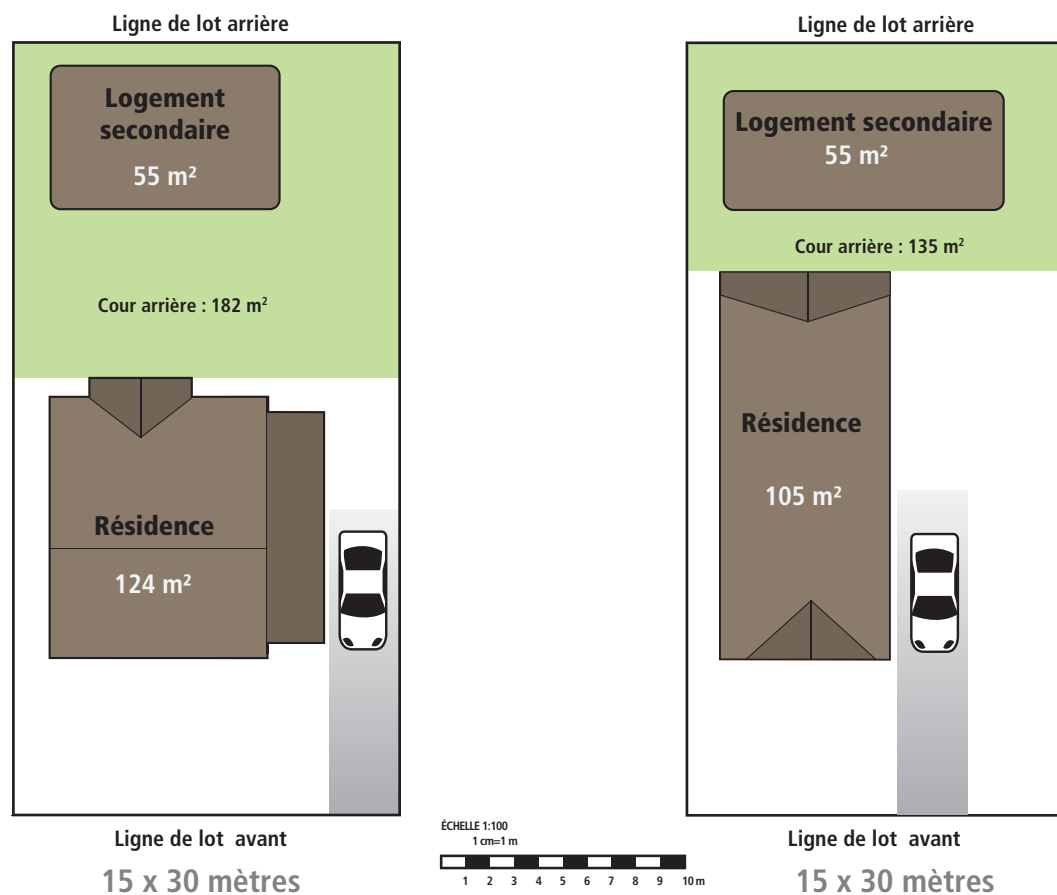 Ligne de lot arrière
Logement
secondaire
55 m²
Cour arrière : 182 m²
Résidence
124 m²
Ligne de lot avant
15 x 30 mètres
ÉCHELLE 1:100
1 cm=1 m
1 2 3 4 5 6 7 8 9 10 m
Ligne de lot arrière
Logement secondaire
55 m²
Cour arrière : 135 m²
Résidence
105 m²
Ligne de lot avant
15 x 30 mètres